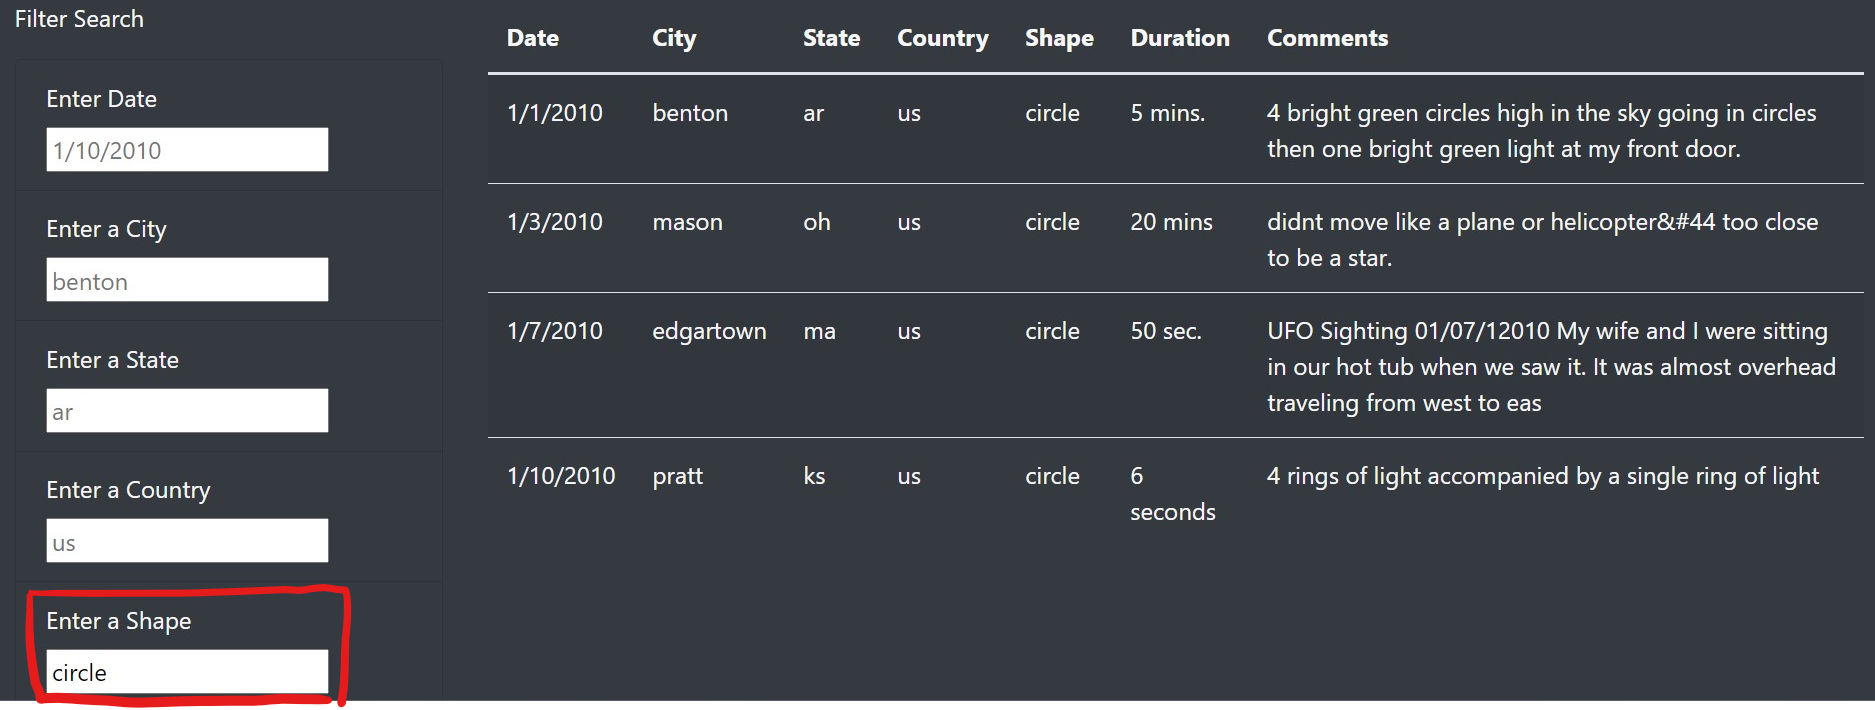 Filter Search
Enter Date
1/10/2010
Enter a City
benton
Enter a State
ar
Enter a Country
us
Enter a Shape
circle
Date City State Country Shape Duration Comments
1/1/2010 benton ar us circle 5 mins. 4 bright green circles high in the sky going in circles
then one bright green light at my front door.
1/3/2010 mason oh us circle 20 mins didnt move like a plane or helicopter&#44 too close
to be a star.
1/7/2010 edgartown ma us circle 50 sec. UFO Sighting 01/07/12010 My wife and I were sitting
in our hot tub when we saw it. It was almost overhead
traveling from west to eas
1/10/2010 pratt ks us circle 6 4 rings of light accompanied by a single ring of light
seconds